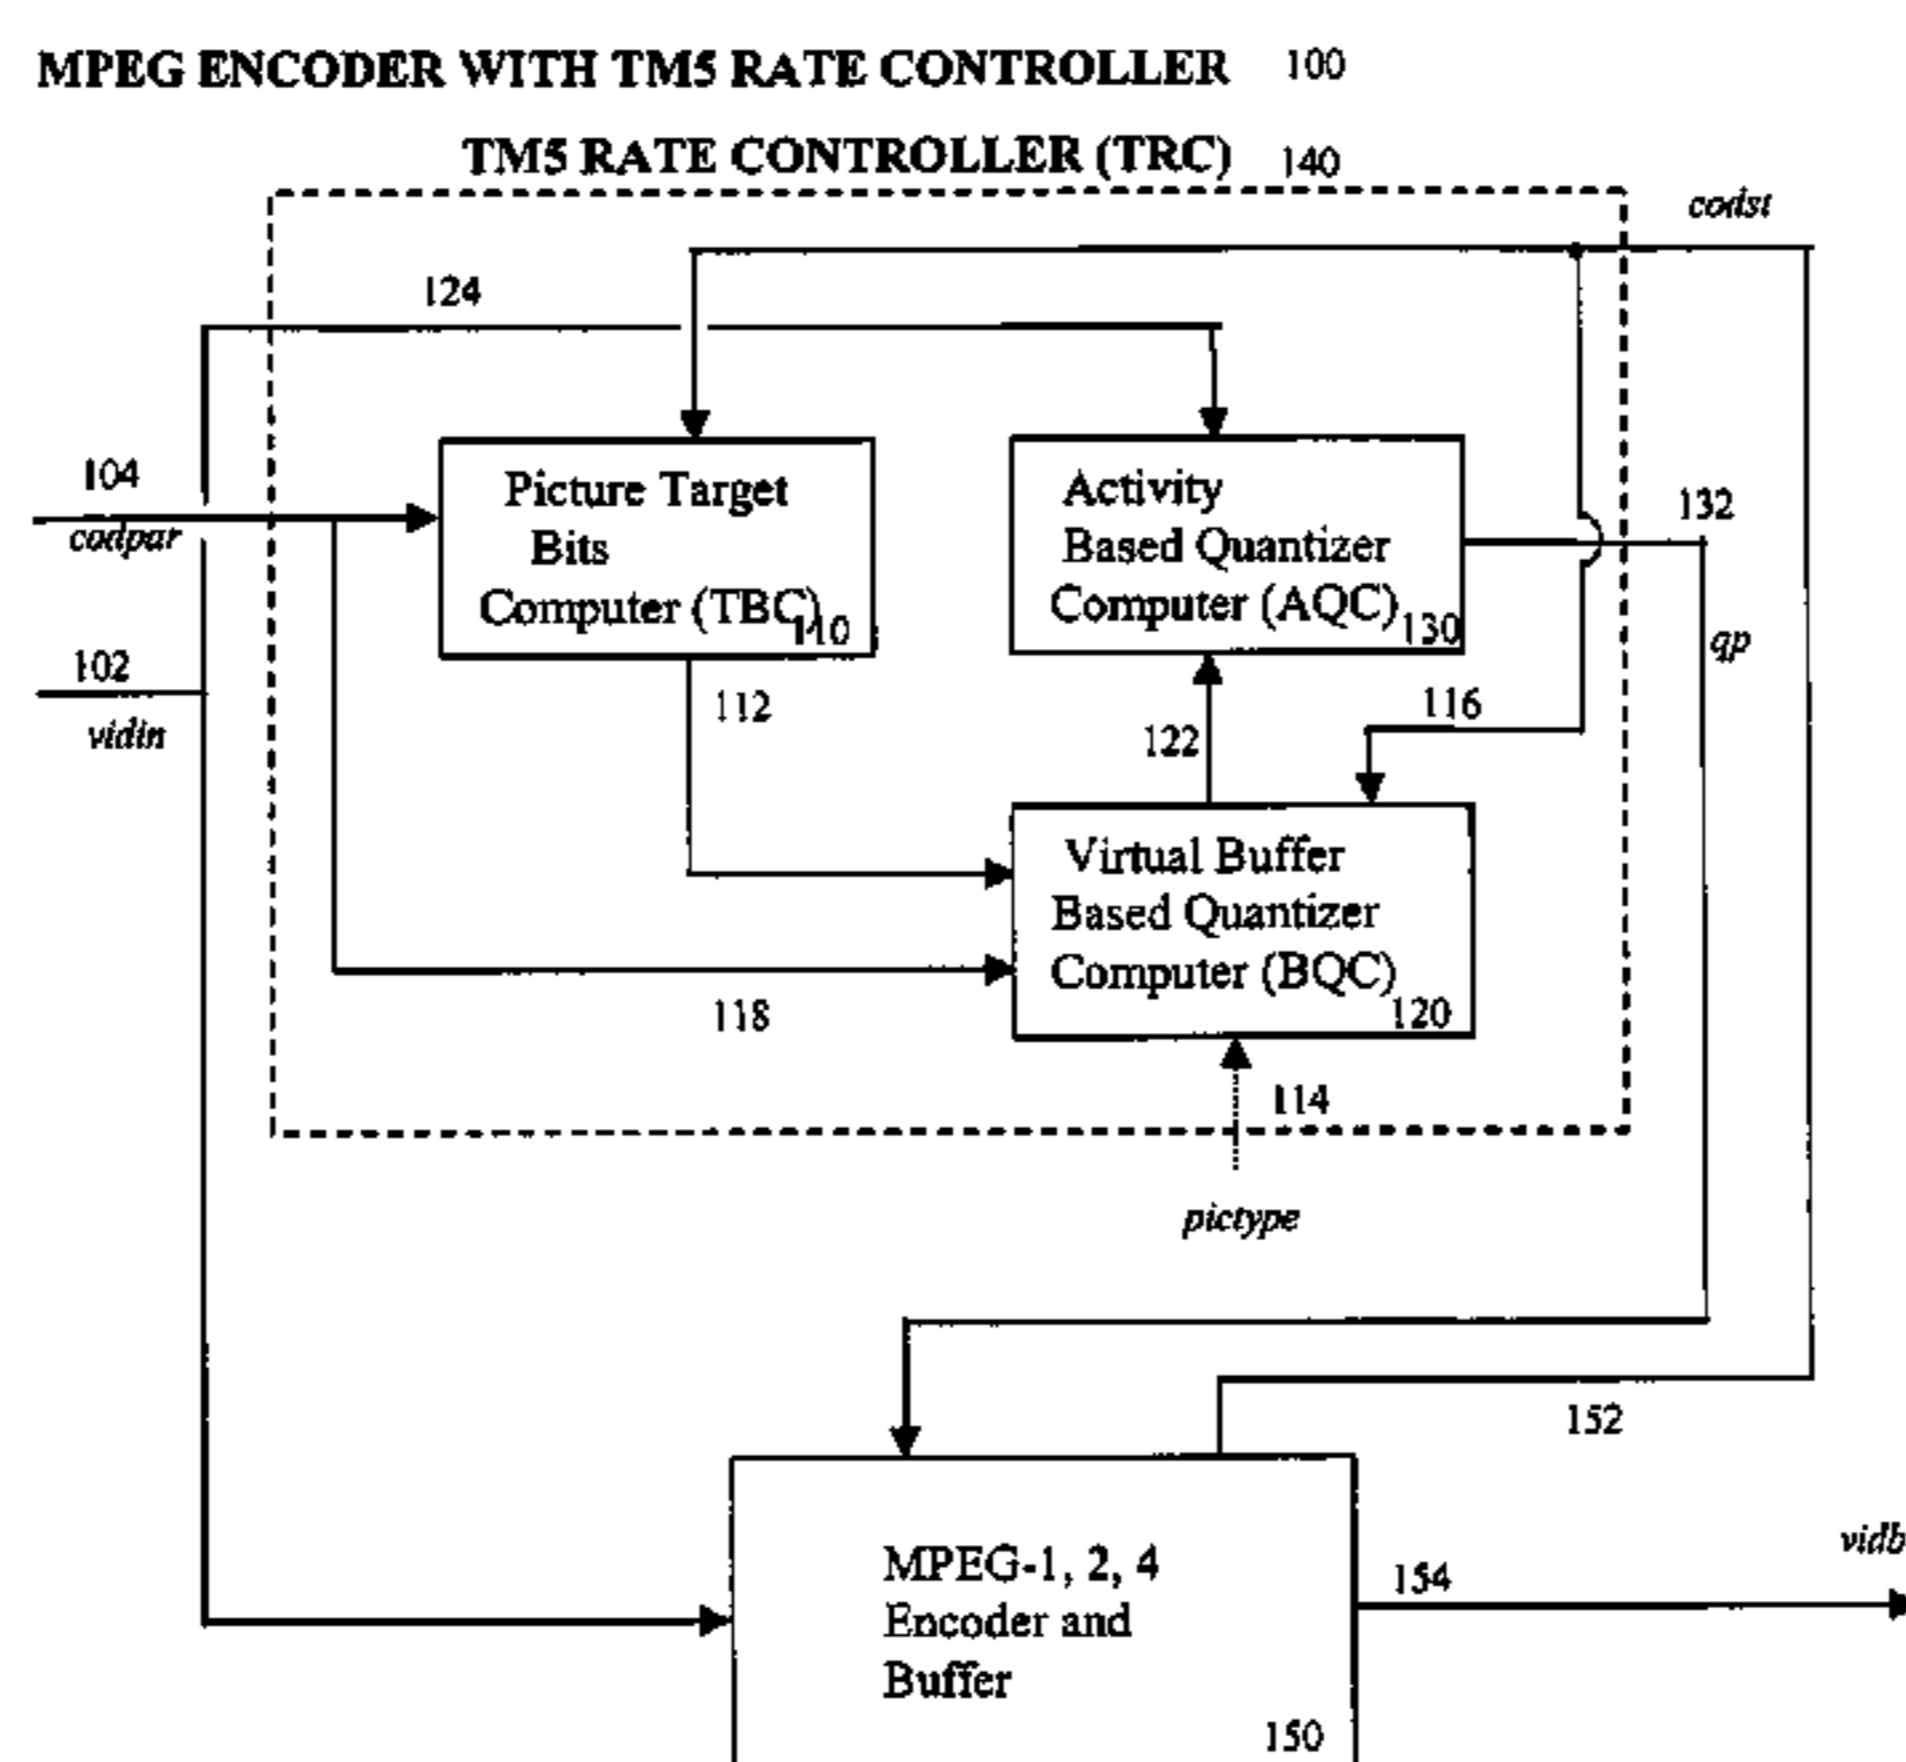 MPEG ENCODER WITH TM5 RATE CONTROLLER 100
TM5 RATE CONTROLLER (TRC) 140
codst
124
104
codpar
Picture Target
Bits
Computer (TBC) 110
Activity
Based Quantizer
Computer (AQC) 130
132
qp
102
vidin
112
122
116
Virtual Buffer
Based Quantizer
Computer (BQC)
120
118
114
pictype
152
MPEG-1, 2, 4
Encoder and
Buffer
150
154
vidb